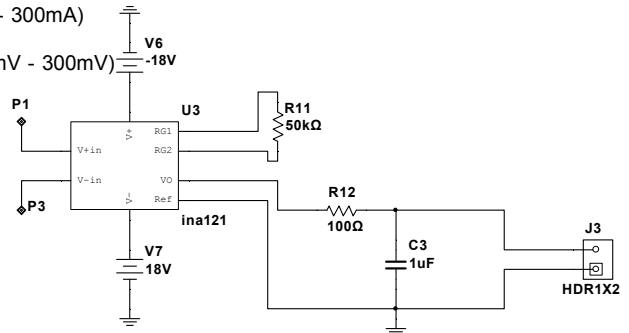 - 300mA)
V6
-18V
mV - 300mV)
P1
U3
R11
50kΩ
V+
RG1
V+in
RG2
V-in
VO
R12
Ref
P3
V-
ina121
100Ω
J3
C3
1uF
V7
18V
HDR1X2